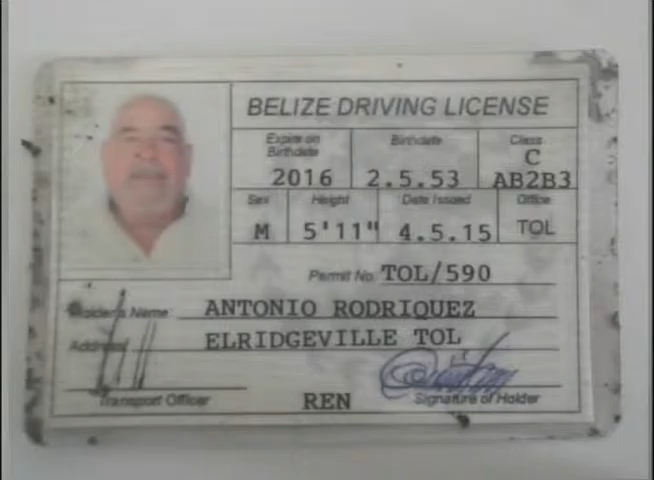 BELIZE DRIVING LICENSE
Expire on Birthdate Birthdate Class
2016 2.5.53 C AB2B3
Sex Height Date Issued Office
M 5'11" 4.5.15 TOL
Permit No. TOL/590
Holder's Name ANTONIO RODRIQUEZ
Address ELRIDGEVILLE TOL
Transport Officer REN Signature of Holder